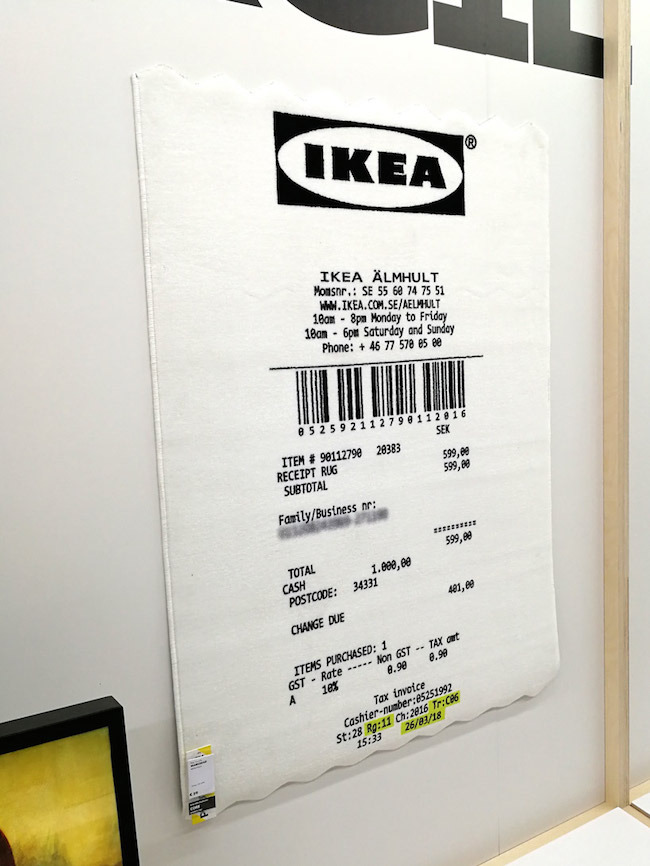 IKEA ®
IKEA ÄLMHULT
Momsnr.: SE 55 60 74 75 51
WWW.IKEA.COM.SE/AELMHULT
10am - 8pm Monday to Friday
10am - 6pm Saturday and Sunday
Phone: + 46 77 570 05 00
052592112790112016
SEK
ITEM # 90112790 20383 599,00
RECEIPT RUG 599,00
SUBTOTAL
Family/Business nr:
==========
599,00
TOTAL
CASH 1.000,00
POSTCODE: 34331
401,00
CHANGE DUE
ITEMS PURCHASED: 1
GST - Rate ----- Non GST -- TAX amt
A 10% 0.90 0.90
Tax invoice
Cashier-number:05251992
St:28 Rg:11 Ch:2016 Tr:C06
15:33 26/03/18